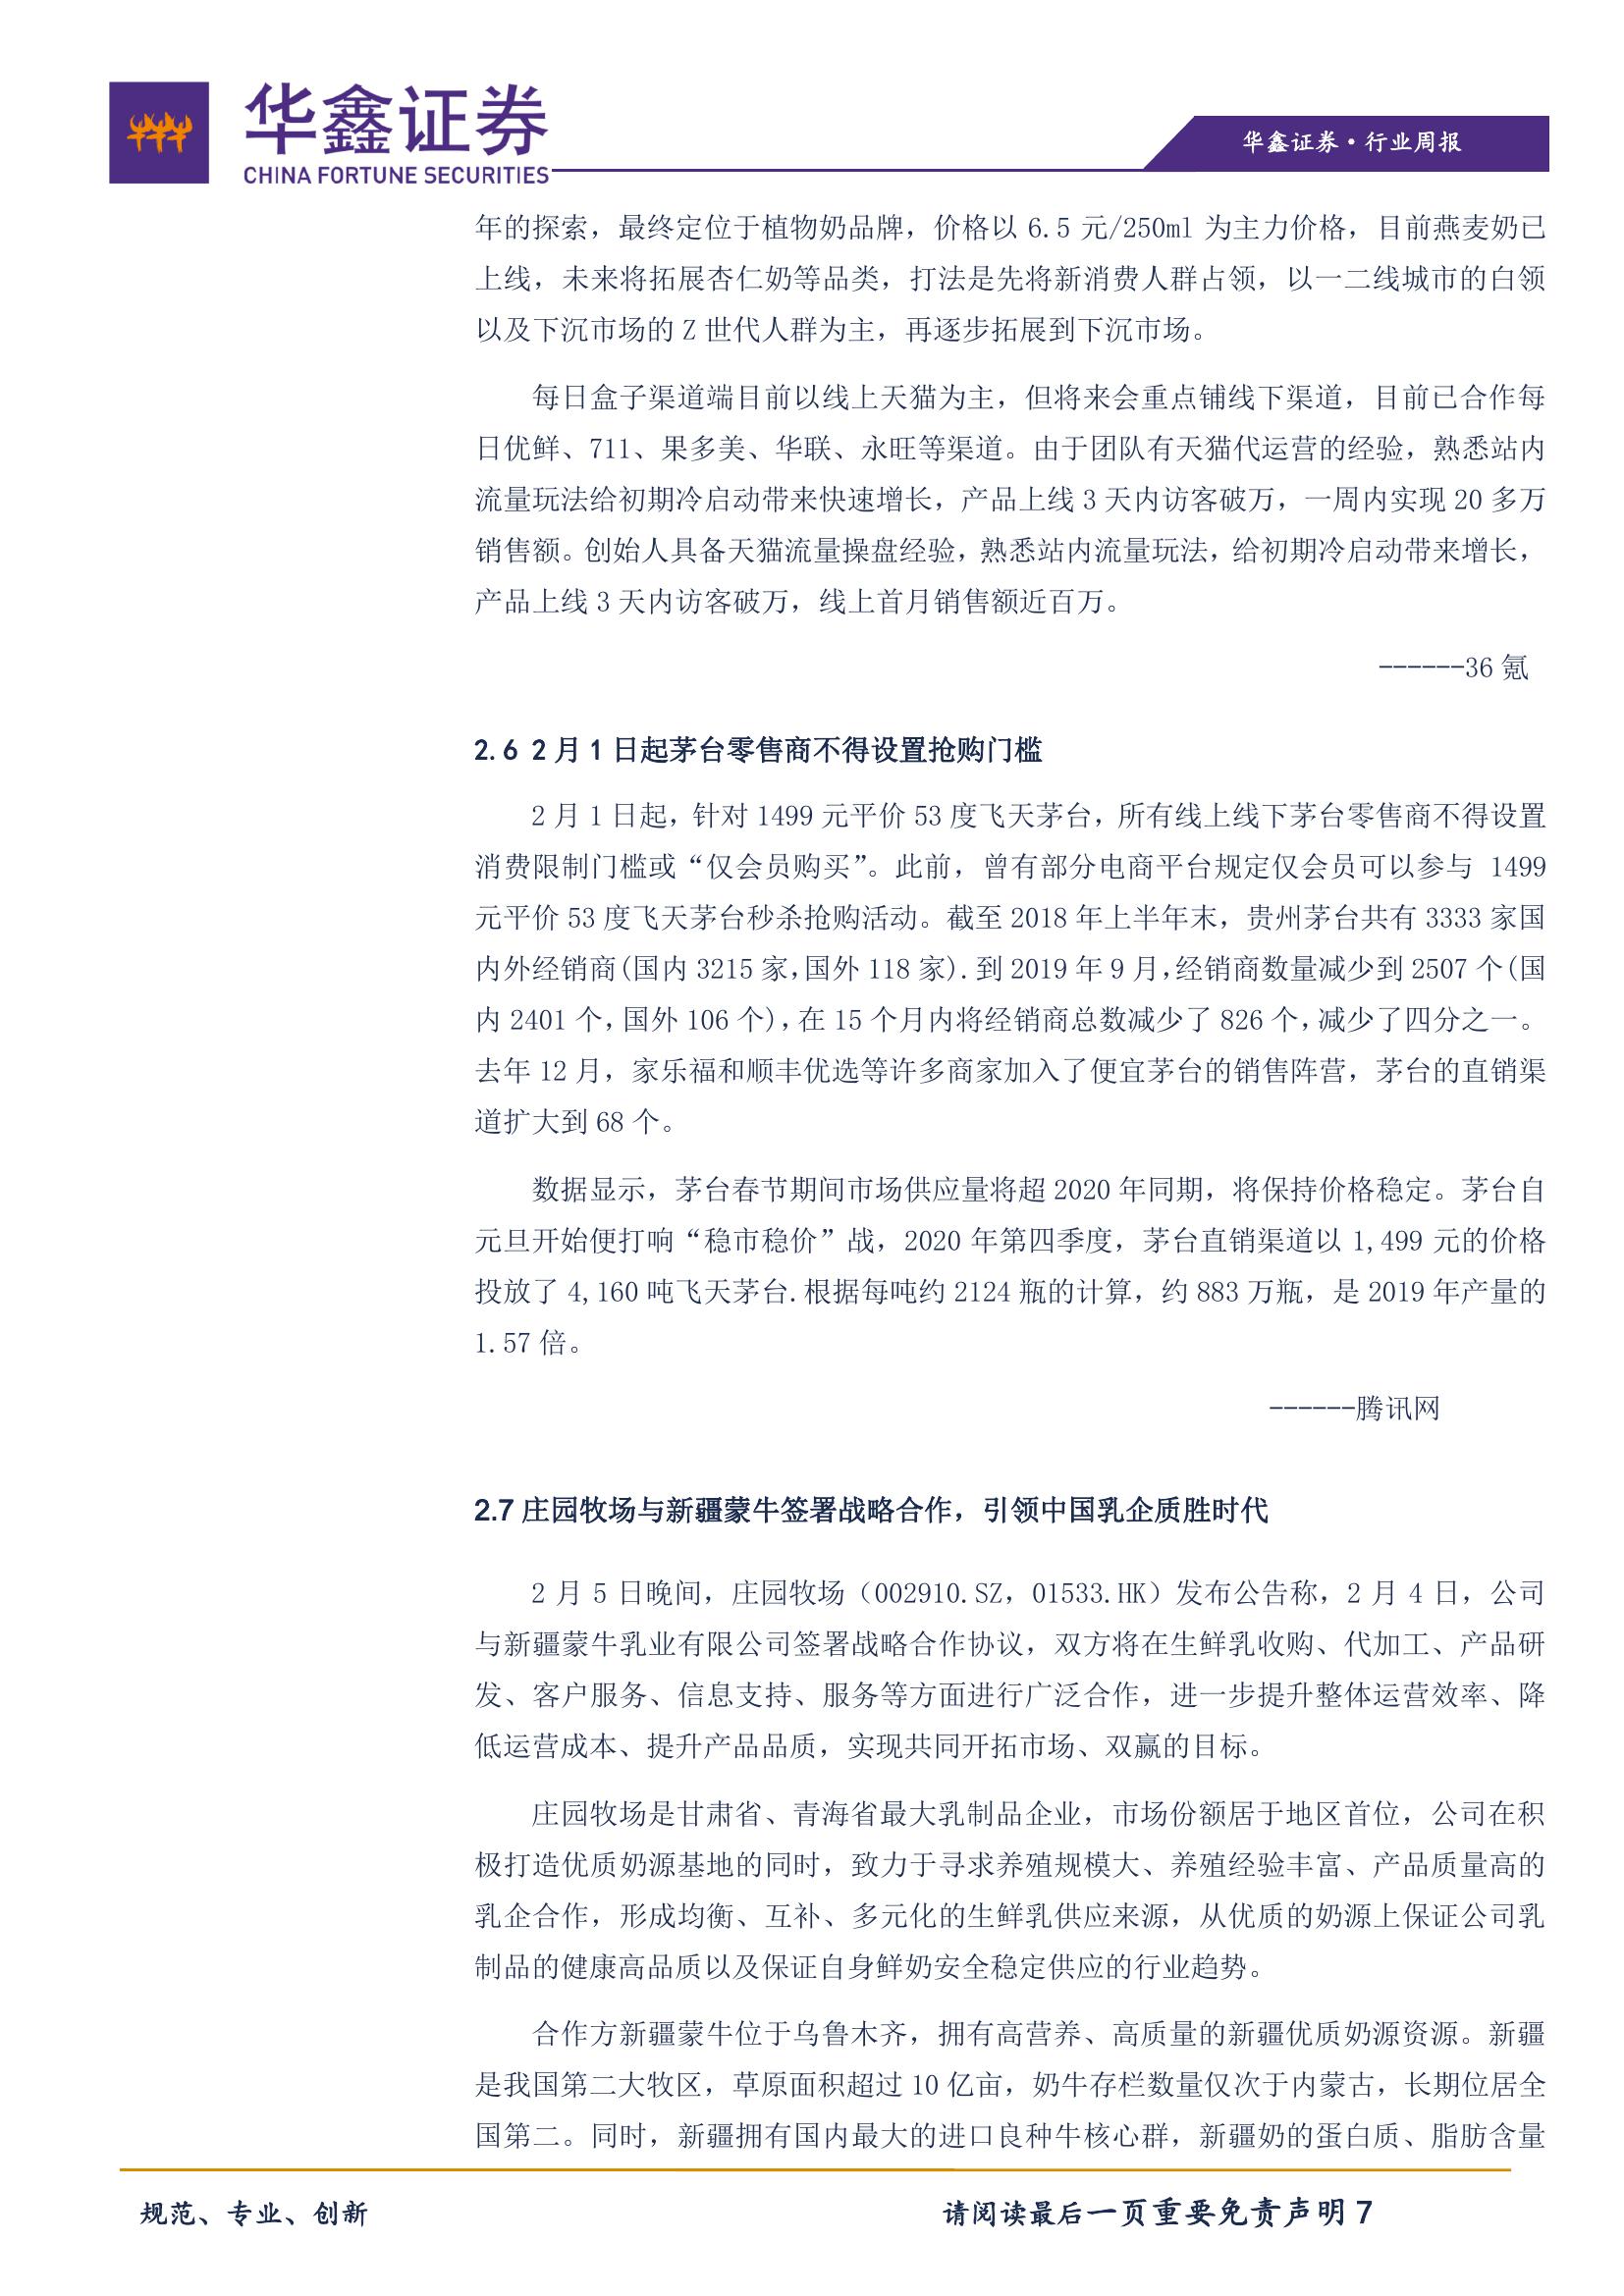 华鑫证券
CHINA FORTUNE SECURITIES
华鑫证券·行业周报
年的探索，最终定位于植物奶品牌，价格以 6.5 元/250ml 为主力价格，目前燕麦奶已
上线，未来将拓展杏仁奶等品类，打法是先将新消费人群占领，以一二线城市的白领
以及下沉市场的 Z 世代人群为主，再逐步拓展到下沉市场。
每日盒子渠道端目前以线上天猫为主，但将来会重点铺线下渠道，目前已合作每
日优鲜、711、果多美、华联、永旺等渠道。由于团队有天猫代运营的经验，熟悉站内
流量玩法给初期冷启动带来快速增长，产品上线 3 天内访客破万，一周内实现 20 多万
销售额。创始人具备天猫流量操盘经验，熟悉站内流量玩法，给初期冷启动带来增长，
产品上线 3 天内访客破万，线上首月销售额近百万。
------36 氪
2.6 2 月 1 日起茅台零售商不得设置抢购门槛
2 月 1 日起，针对 1499 元平价 53 度飞天茅台，所有线上线下茅台零售商不得设置
消费限制门槛或“仅会员购买”。此前，曾有部分电商平台规定仅会员可以参与 1499
元平价 53 度飞天茅台秒杀抢购活动。截至 2018 年上半年末，贵州茅台共有 3333 家国
内外经销商(国内 3215 家,国外 118 家).到 2019 年 9 月,经销商数量减少到 2507 个(国
内 2401 个,国外 106 个),在 15 个月内将经销商总数减少了 826 个,减少了四分之一。
去年 12 月，家乐福和顺丰优选等许多商家加入了便宜茅台的销售阵营，茅台的直销渠
道扩大到 68 个。
数据显示，茅台春节期间市场供应量将超 2020 年同期，将保持价格稳定。茅台自
元旦开始便打响“稳市稳价”战，2020 年第四季度，茅台直销渠道以 1,499 元的价格
投放了 4,160 吨飞天茅台.根据每吨约 2124 瓶的计算，约 883 万瓶，是 2019 年产量的
1.57 倍。
------腾讯网
2.7 庄园牧场与新疆蒙牛签署战略合作，引领中国乳企质胜时代
2 月 5 日晚间，庄园牧场（002910.SZ，01533.HK）发布公告称，2 月 4 日，公司
与新疆蒙牛乳业有限公司签署战略合作协议，双方将在生鲜乳收购、代加工、产品研
发、客户服务、信息支持、服务等方面进行广泛合作，进一步提升整体运营效率、降
低运营成本、提升产品品质，实现共同开拓市场、双赢的目标。
庄园牧场是甘肃省、青海省最大乳制品企业，市场份额居于地区首位，公司在积
极打造优质奶源基地的同时，致力于寻求养殖规模大、养殖经验丰富、产品质量高的
乳企合作，形成均衡、互补、多元化的生鲜乳供应来源，从优质的奶源上保证公司乳
制品的健康高品质以及保证自身鲜奶安全稳定供应的行业趋势。
合作方新疆蒙牛位于乌鲁木齐，拥有高营养、高质量的新疆优质奶源资源。新疆
是我国第二大牧区，草原面积超过 10 亿亩，奶牛存栏数量仅次于内蒙古，长期位居全
国第二。同时，新疆拥有国内最大的进口良种牛核心群，新疆奶的蛋白质、脂肪含量
规范、专业、创新
请阅读最后一页重要免责声明 7